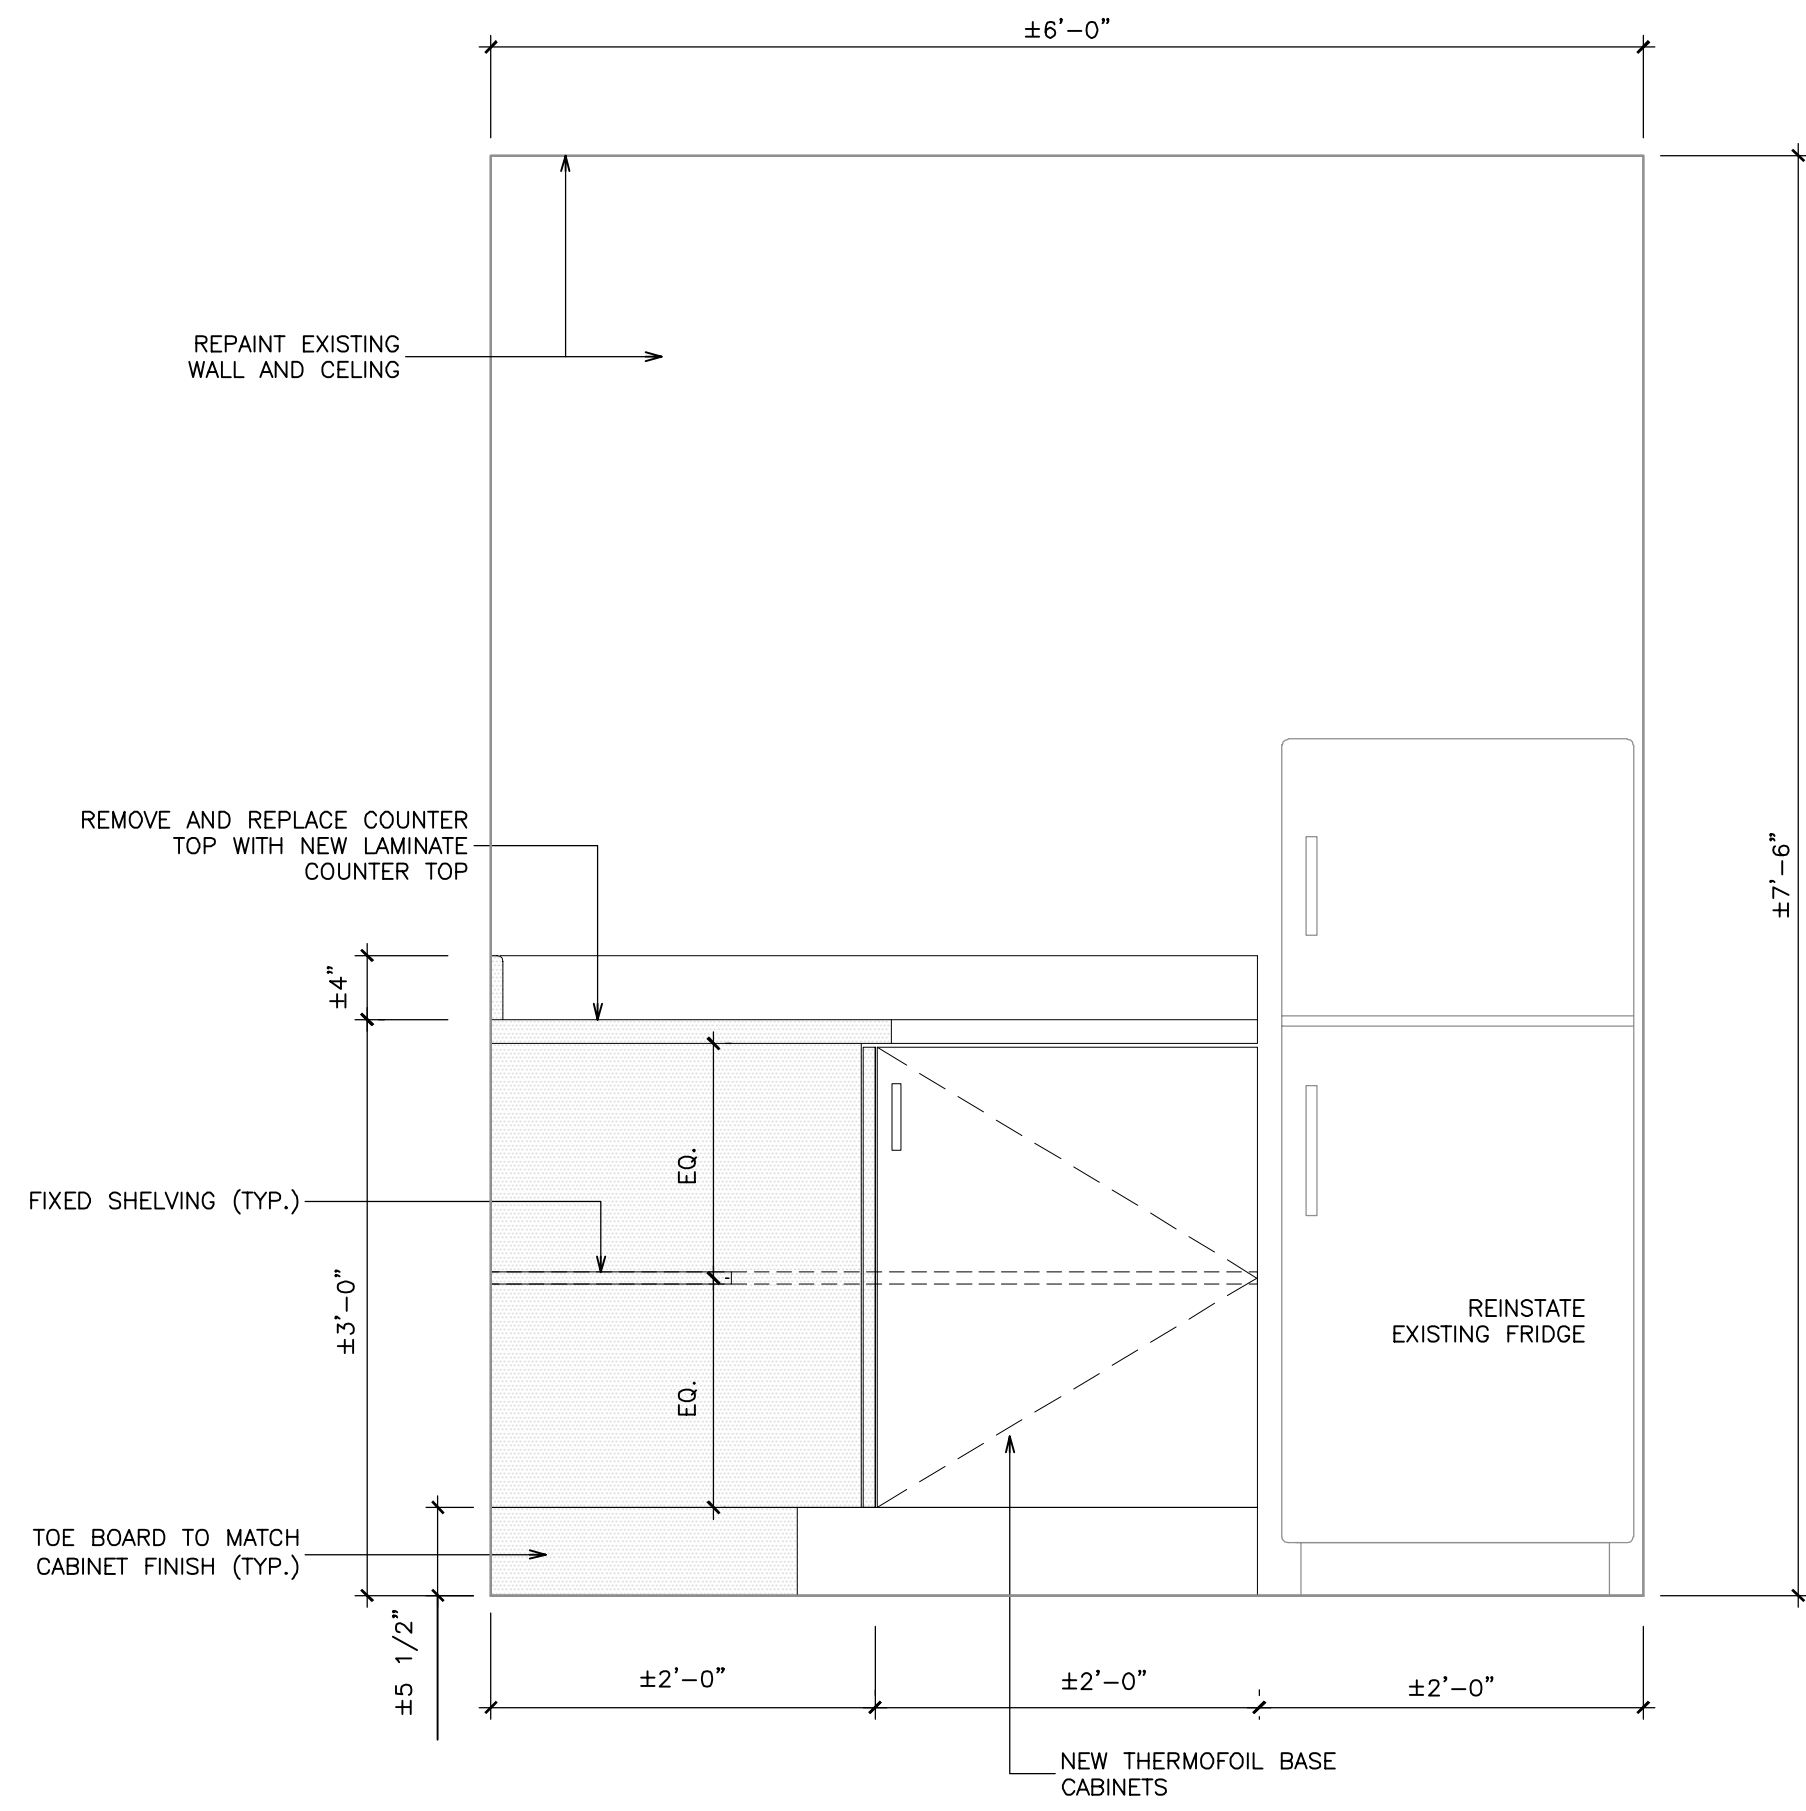 ±6'-0"
REPAINT EXISTING
WALL AND CELING
REMOVE AND REPLACE COUNTER
TOP WITH NEW LAMINATE
COUNTER TOP
±7'-6"
±4"
EQ.
FIXED SHELVING (TYP.)
±3'-0"
REINSTATE
EXISTING FRIDGE
EQ.
TOE BOARD TO MATCH
CABINET FINISH (TYP.)
±5 1/2"
±2'-0"
±2'-0"
±2'-0"
NEW THERMOFOIL BASE
CABINETS